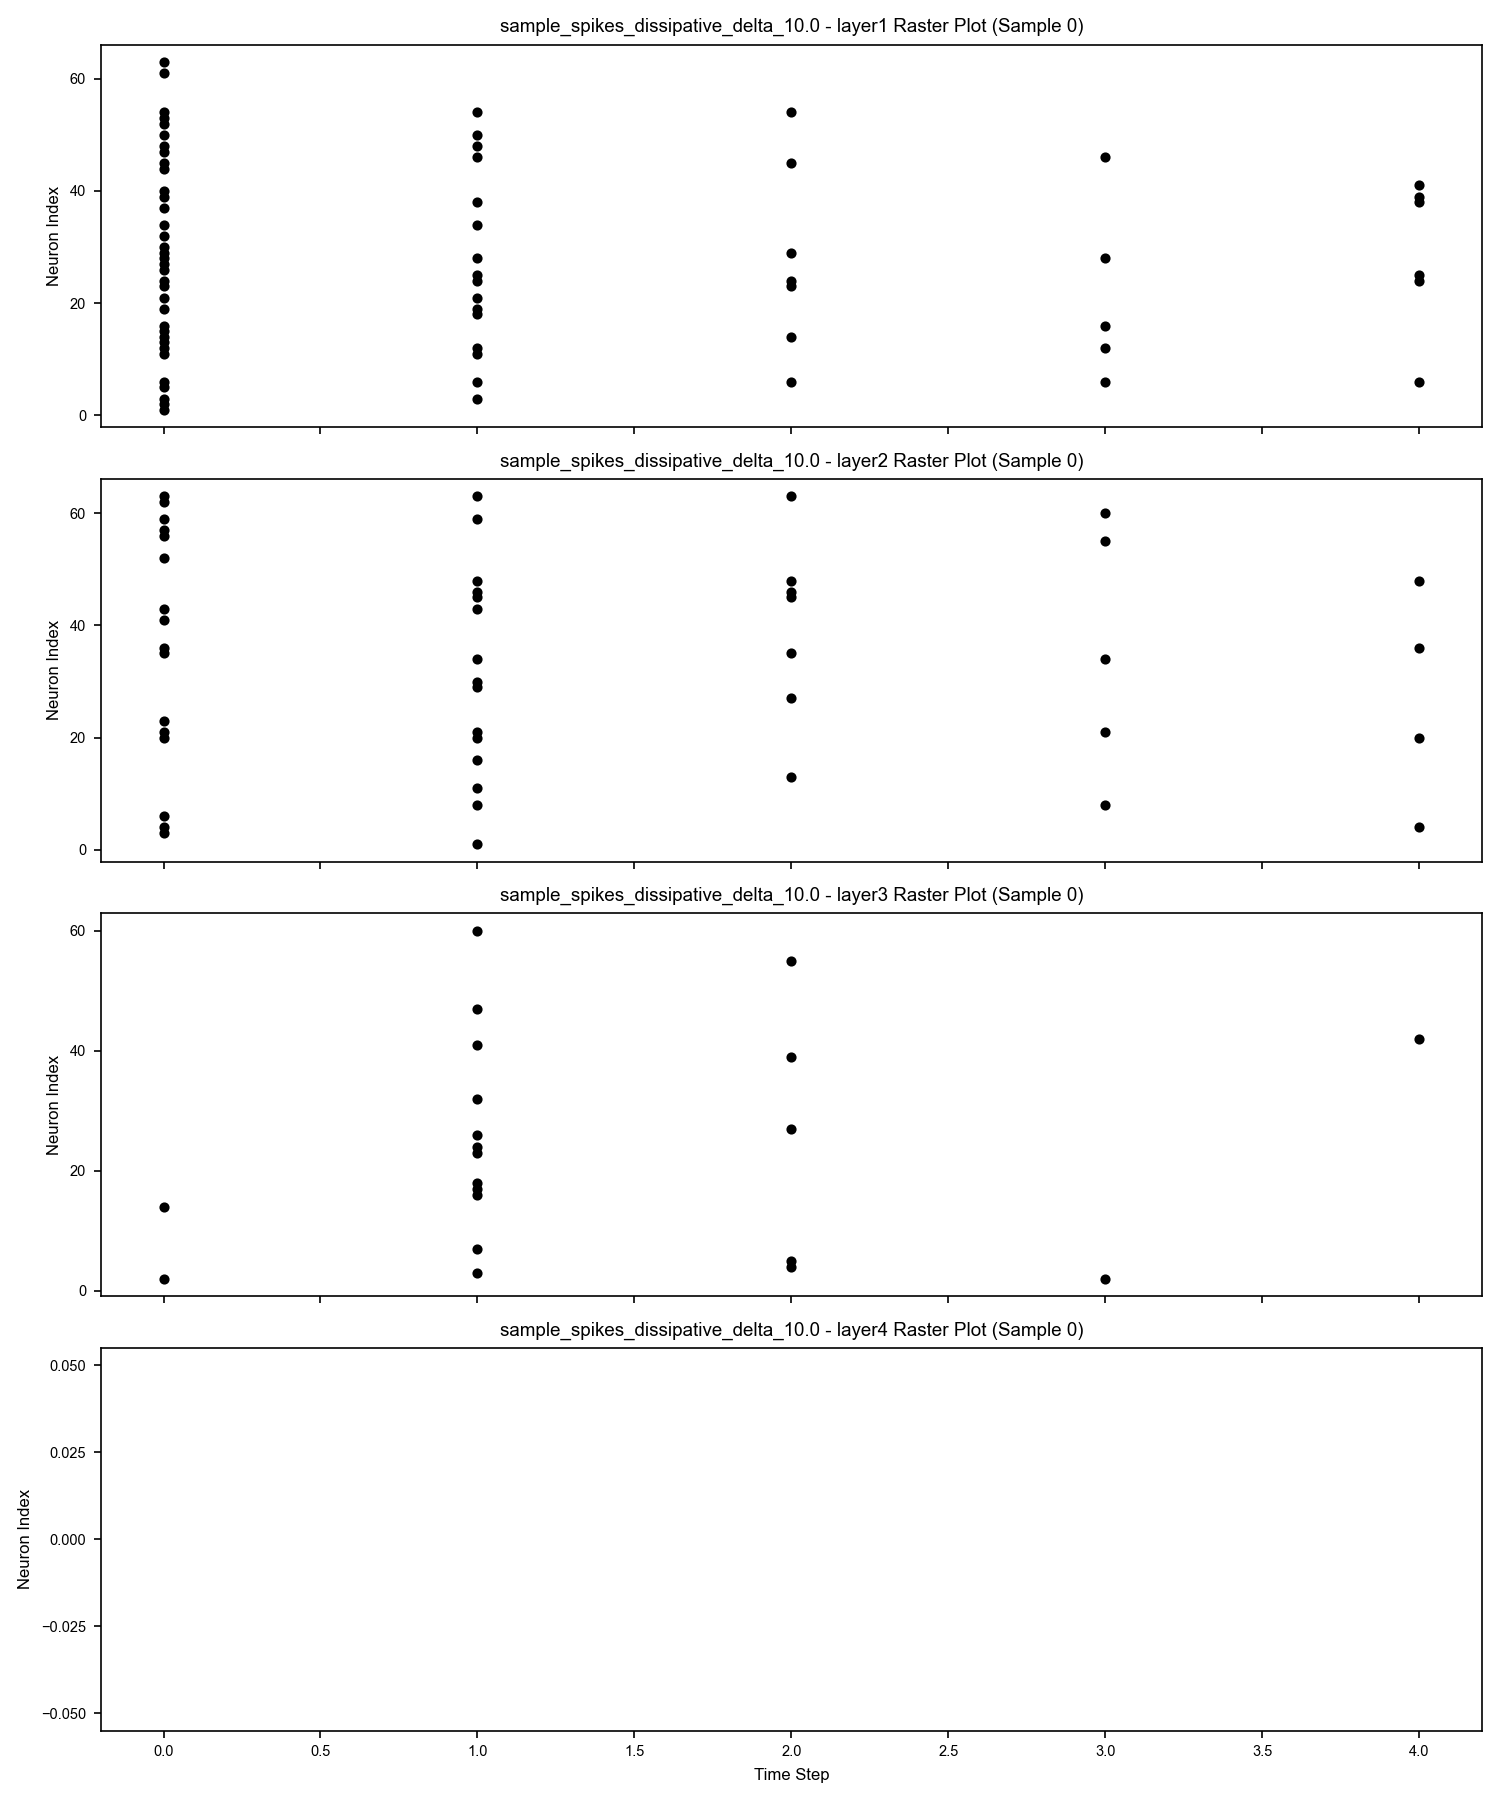 sample_spikes_dissipative_delta_10.0 - layer1 Raster Plot (Sample 0)
60
40
20
0
Neuron Index
sample_spikes_dissipative_delta_10.0 - layer2 Raster Plot (Sample 0)
60
40
20
0
Neuron Index
sample_spikes_dissipative_delta_10.0 - layer3 Raster Plot (Sample 0)
60
40
20
0
Neuron Index
sample_spikes_dissipative_delta_10.0 - layer4 Raster Plot (Sample 0)
0.050
0.025
0.000
−0.025
−0.050
Neuron Index
0.0 0.5 1.0 1.5 2.0 2.5 3.0 3.5 4.0
Time Step